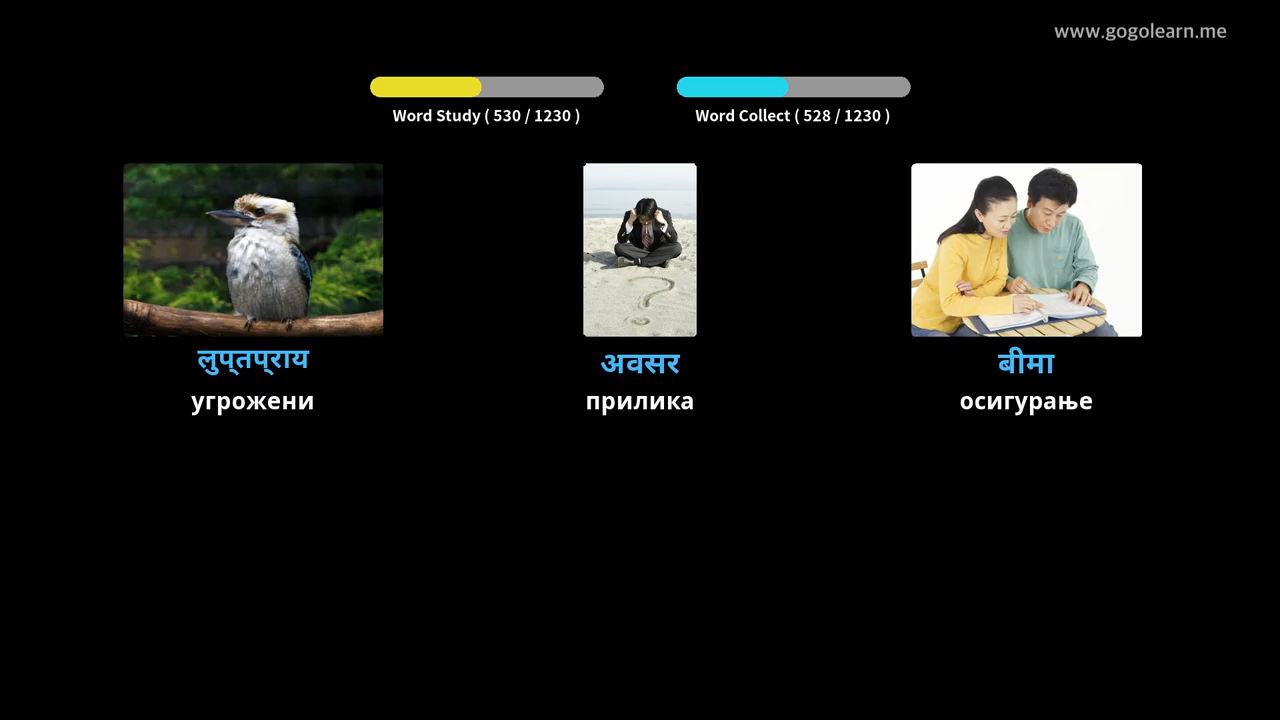 www.gogolearn.me
Word Study ( 530 / 1230 )
Word Collect ( 528 / 1230 )
लुप्तप्राय
अवसर
बीमा
угрожени
прилика
осигурање